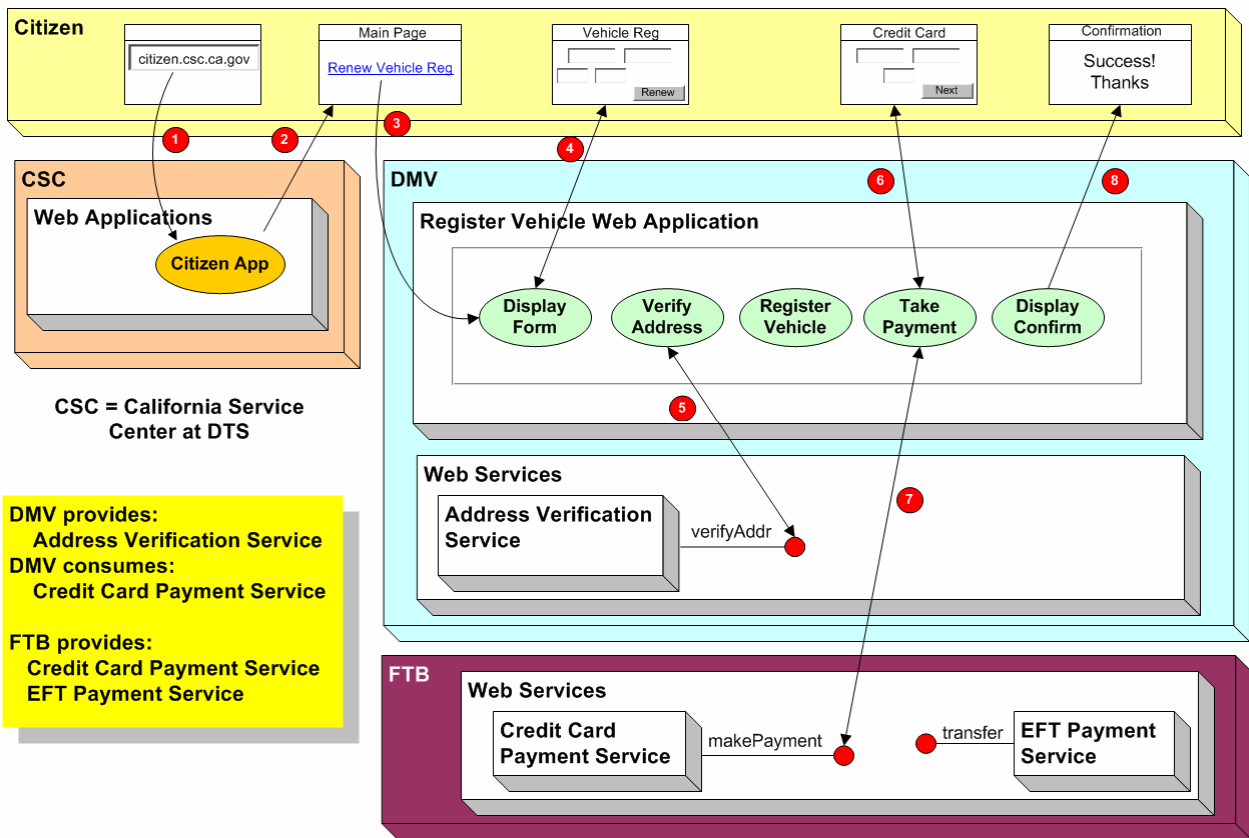 Citizen
citizen.csc.ca.gov
Main Page
Renew Vehicle Reg
Vehicle Reg
Renew
Credit Card
Next
Confirmation
Success!
Thanks
1
2
3
4
6
8
CSC
Web Applications
Citizen App
CSC = California Service
Center at DTS
DMV
Register Vehicle Web Application
Display
Form
Verify
Address
Register
Vehicle
Take
Payment
Display
Confirm
5
7
Web Services
Address Verification
Service
verifyAddr
DMV provides:
Address Verification Service
DMV consumes:
Credit Card Payment Service
FTB provides:
Credit Card Payment Service
EFT Payment Service
FTB
Web Services
Credit Card
Payment Service
makePayment
transfer
EFT Payment
Service